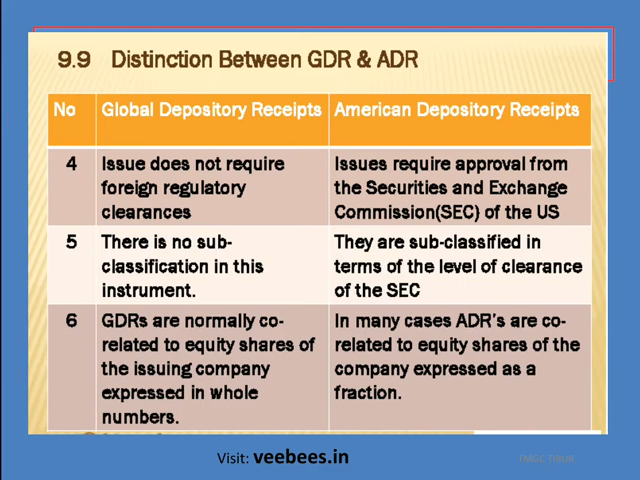 9.9 Distinction Between GDR & ADR
No Global Depository Receipts American Depository Receipts
4 Issue does not require Issues require approval from
foreign regulatory the Securities and Exchange
clearances Commission(SEC) of the US
5 There is no sub- They are sub-classified in
classification in this terms of the level of clearance
instrument. of the SEC
6 GDRs are normally co- In many cases ADR's are co-
related to equity shares of related to equity shares of the
the issuing company company expressed as a
expressed in whole fraction.
numbers.
Visit: veebees.in